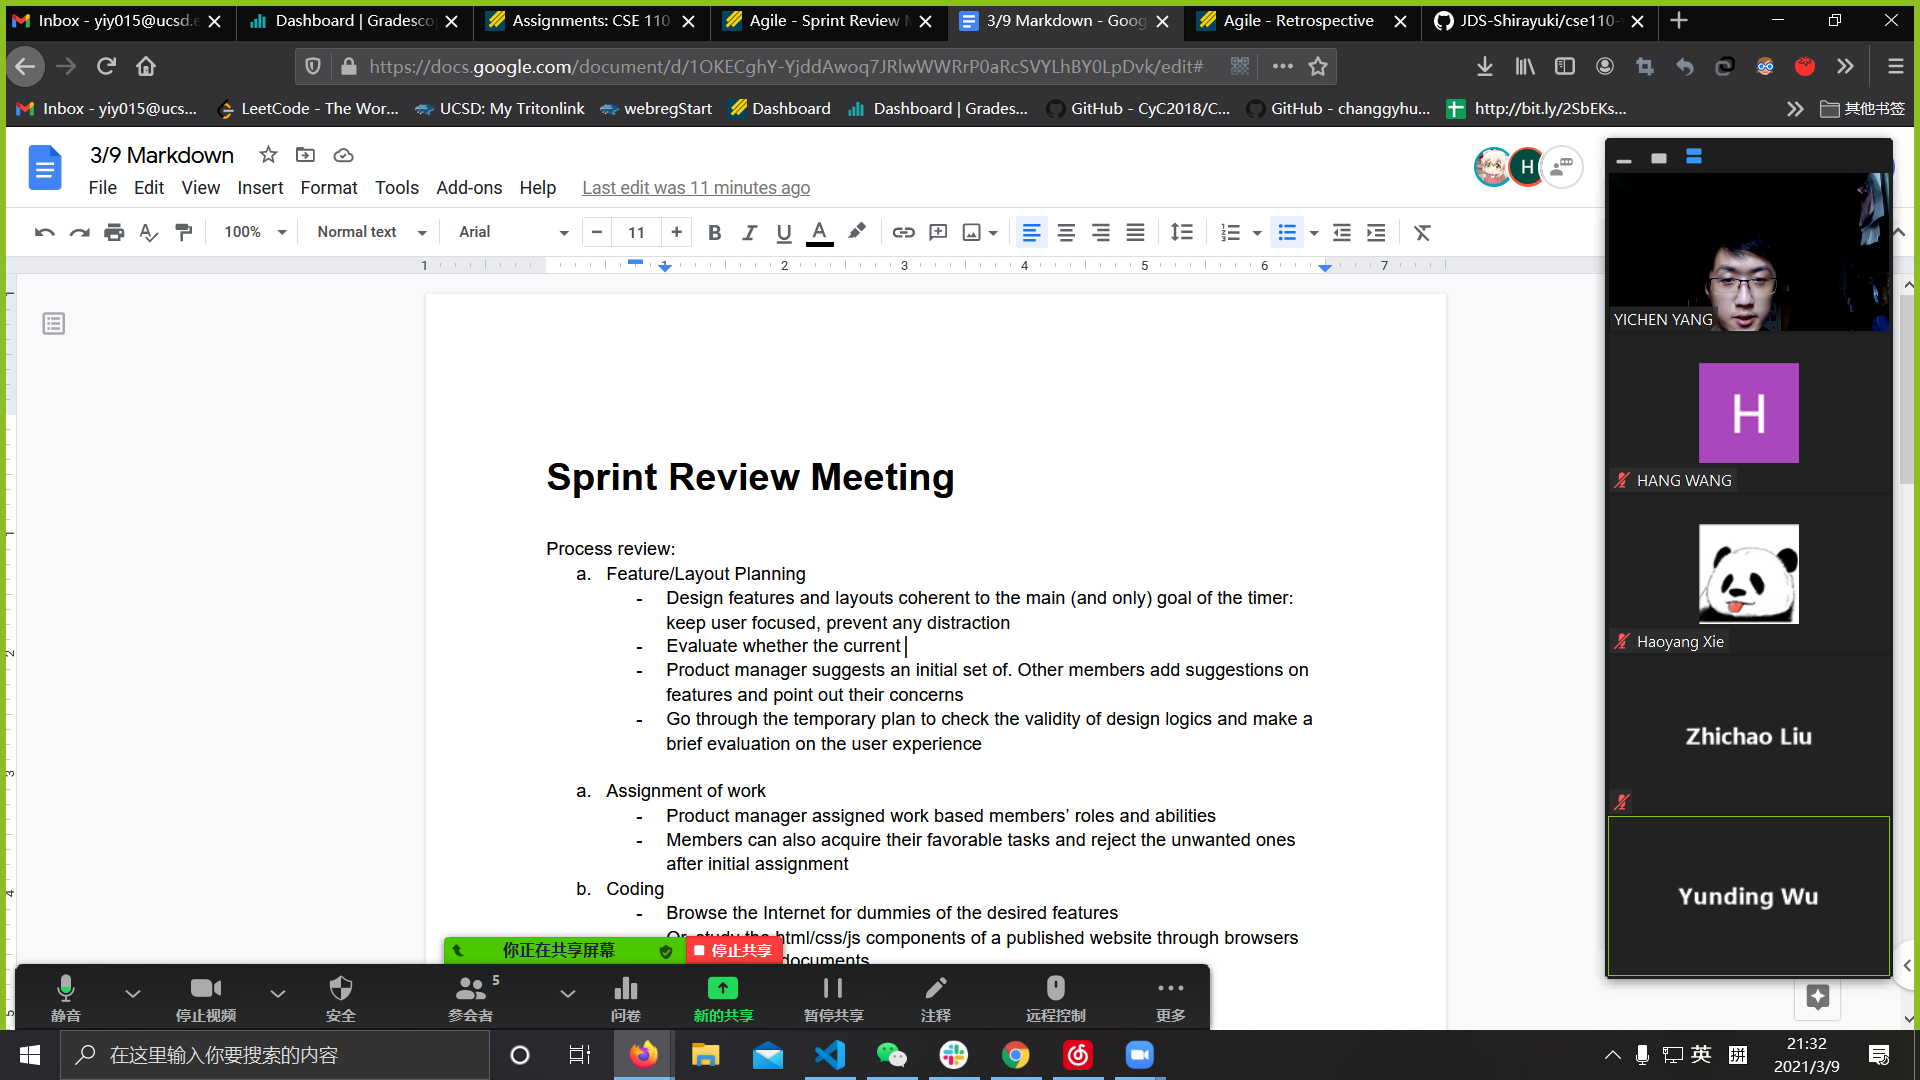 Inbox - yiy015@ucsd.e
Dashboard | Gradesco
Assignments: CSE 110
Agile - Sprint Review M
3/9 Markdown - Goog
Agile - Retrospective
JDS-Shirayuki/cse110-
https://docs.google.com/document/d/1OKECghY-YjddAwoq7JRlwWWRrP0aRcSVYLhBY0LpDvk/edit#
Inbox - yiy015@ucs...
LeetCode - The Wor...
UCSD: My Tritonlink
webregStart
Dashboard
Dashboard | Grades...
GitHub - CyC2018/C...
GitHub - changgyhu...
http://bit.ly/2SbEKs...
其他书签
3/9 Markdown
File Edit View Insert Format Tools Add-ons Help Last edit was 11 minutes ago
100% Normal text Arial 11
1 1 2 3 4 5 6 7
Sprint Review Meeting
Process review:
a. Feature/Layout Planning
- Design features and layouts coherent to the main (and only) goal of the timer:
keep user focused, prevent any distraction
- Evaluate whether the current
- Product manager suggests an initial set of. Other members add suggestions on
features and point out their concerns
- Go through the temporary plan to check the validity of design logics and make a
brief evaluation on the user experience
a. Assignment of work
- Product manager assigned work based members’ roles and abilities
- Members can also acquire their favorable tasks and reject the unwanted ones
after initial assignment
b. Coding
- Browse the Internet for dummies of the desired features
html/css/js components of a published website through browsers
documents
YICHEN YANG
H
HANG WANG
Haoyang Xie
Zhichao Liu
Yunding Wu
你正在共享屏幕
停止共享
静音
停止视频
安全
参会者 5
问卷
新的共享
暂停共享
注释
远程控制
更多
在这里输入你要搜索的内容
英
拼
21:32
2021/3/9